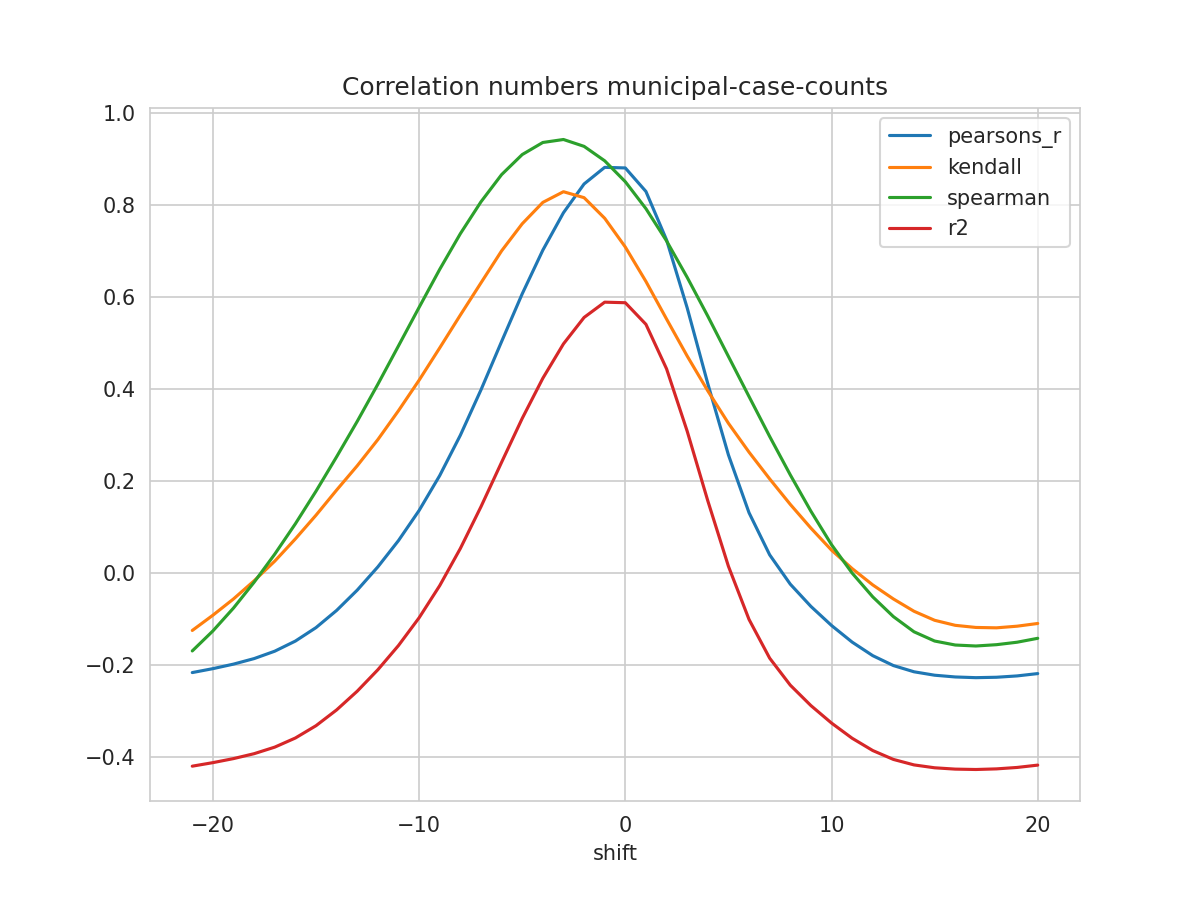 Correlation numbers municipal-case-counts
pearsons_r
kendall
spearman
r2
1.0
0.8
0.6
0.4
0.2
0.0
−0.2
−0.4
−20
−10
0
10
20
shift